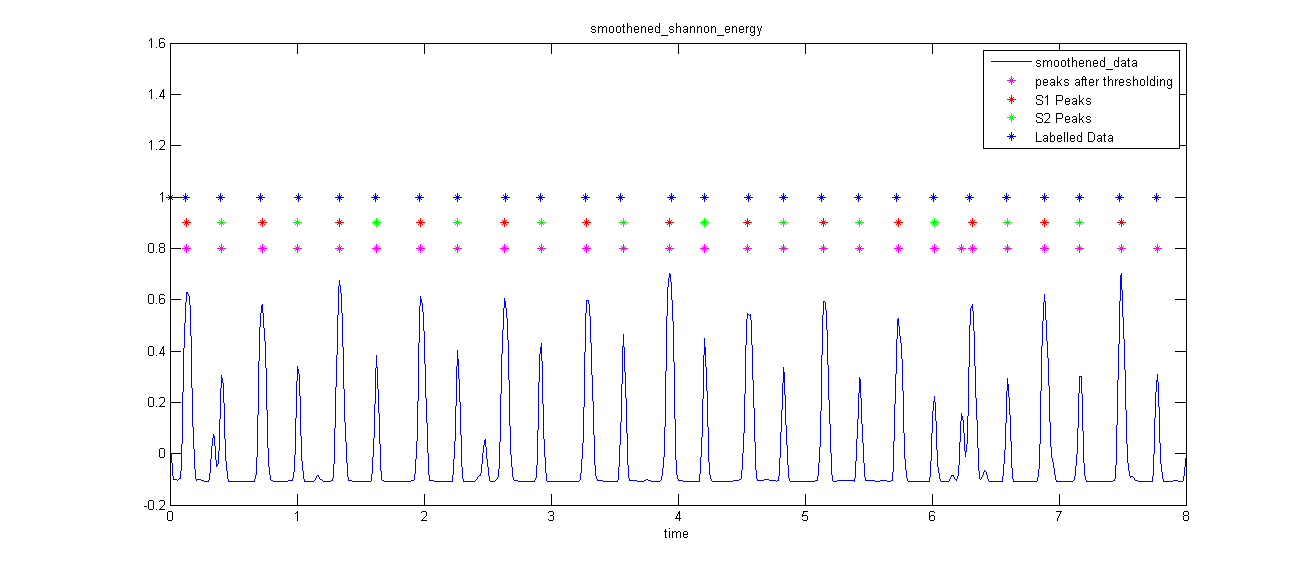 smoothened_shannon_energy
1.6
1.4
1.2
1
0.8
0.6
0.4
0.2
0
-0.2
smoothened_data
peaks after thresholding
S1 Peaks
S2 Peaks
Labelled Data
0 1 2 3 4 5 6 7 8
time